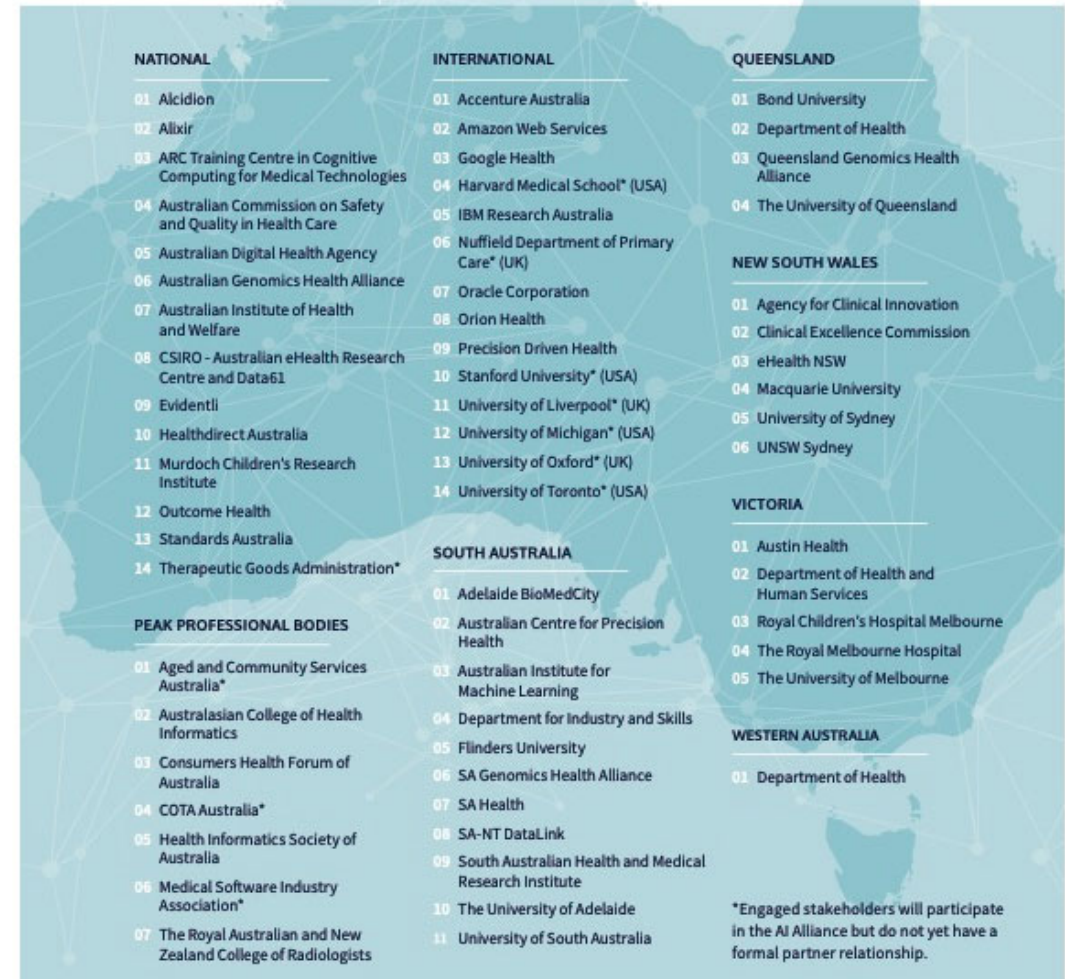 NATIONAL
01 Alcidion
02 Alixir
03 ARC Training Centre in Cognitive
Computing for Medical Technologies
04 Australian Commission on Safety
and Quality in Health Care
05 Australian Digital Health Agency
06 Australian Genomics Health Alliance
07 Australian Institute of Health
and Welfare
08 CSIRO - Australian eHealth Research
Centre and Data61
09 Evidentli
10 Healthdirect Australia
11 Murdoch Children's Research
Institute
12 Outcome Health
13 Standards Australia
14 Therapeutic Goods Administration*
PEAK PROFESSIONAL BODIES
01 Aged and Community Services
Australia*
02 Australasian College of Health
Informatics
03 Consumers Health Forum of
Australia
04 COTA Australia*
05 Health Informatics Society of
Australia
06 Medical Software Industry
Association*
07 The Royal Australian and New
Zealand College of Radiologists
INTERNATIONAL
01 Accenture Australia
02 Amazon Web Services
03 Google Health
04 Harvard Medical School* (USA)
05 IBM Research Australia
06 Nuffield Department of Primary
Care* (UK)
07 Oracle Corporation
08 Orion Health
09 Precision Driven Health
10 Stanford University* (USA)
11 University of Liverpool* (UK)
12 University of Michigan* (USA)
13 University of Oxford* (UK)
14 University of Toronto* (USA)
SOUTH AUSTRALIA
01 Adelaide BioMedCity
02 Australian Centre for Precision
Health
03 Australian Institute for
Machine Learning
04 Department for Industry and Skills
05 Flinders University
06 SA Genomics Health Alliance
07 SA Health
08 SA-NT DataLink
09 South Australian Health and Medical
Research Institute
10 The University of Adelaide
11 University of South Australia
QUEENSLAND
01 Bond University
02 Department of Health
03 Queensland Genomics Health
Alliance
04 The University of Queensland
NEW SOUTH WALES
01 Agency for Clinical Innovation
02 Clinical Excellence Commission
03 eHealth NSW
04 Macquarie University
05 University of Sydney
06 UNSW Sydney
VICTORIA
01 Austin Health
02 Department of Health and
Human Services
03 Royal Children's Hospital Melbourne
04 The Royal Melbourne Hospital
05 The University of Melbourne
WESTERN AUSTRALIA
01 Department of Health
*Engaged stakeholders will participate
in the AI Alliance but do not yet have a
formal partner relationship.